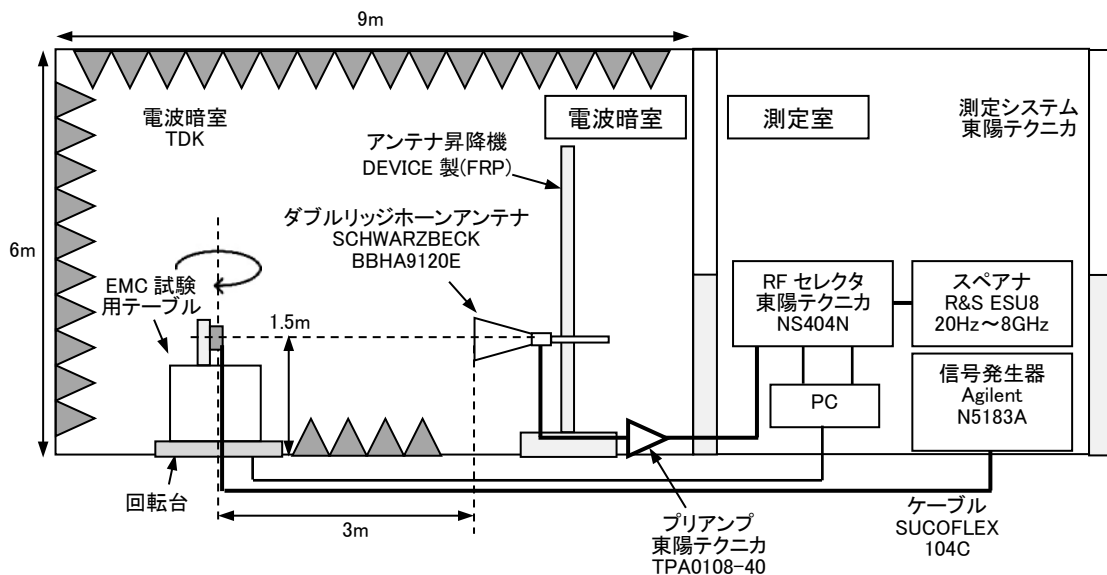 9m
電波暗室
TDK
電波暗室
測定室
測定システム
東陽テクニカ
アンテナ昇降機
DEVICE 製(FRP)
ダブルリッジホーンアンテナ
SCHWARZBECK
BBHA9120E
6m
EMC 試験
用テーブル
1.5m
RF セレクタ
東陽テクニカ
NS404N
スペアナ
R&S ESU8
20Hz～8GHz
信号発生器
Agilent
N5183A
PC
回転台
3m
プリアンプ
東陽テクニカ
TPA0108-40
ケーブル
SUCOFLEX
104C